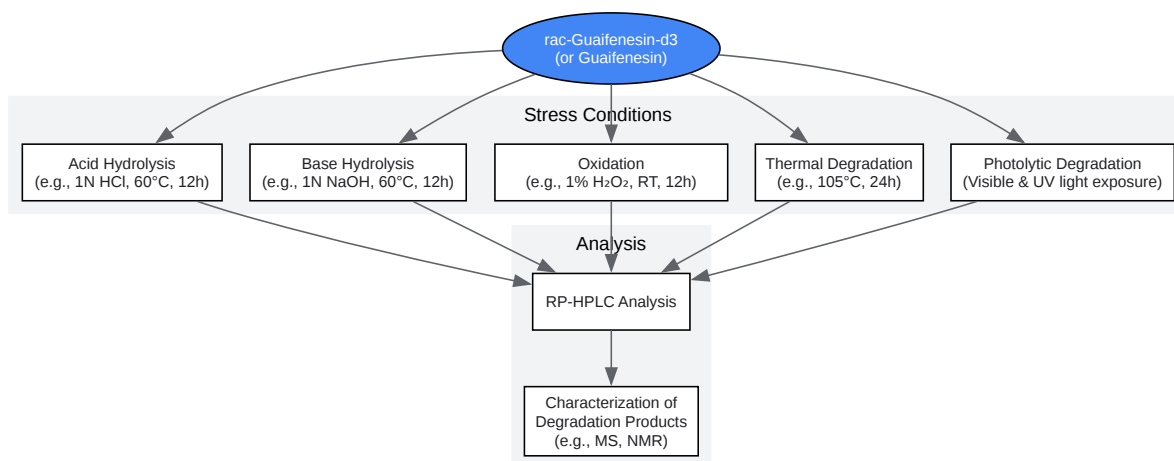 rac-Guaifenesin-d3
(or Guaifenesin)
Stress Conditions
Acid Hydrolysis
(e.g., 1N HCl, 60°C, 12h)
Base Hydrolysis
(e.g., 1N NaOH, 60°C, 12h)
Oxidation
(e.g., 1% H₂O₂, RT, 12h)
Thermal Degradation
(e.g., 105°C, 24h)
Photolytic Degradation
(Visible & UV light exposure)
Analysis
RP-HPLC Analysis
Characterization of
Degradation Products
(e.g., MS, NMR)